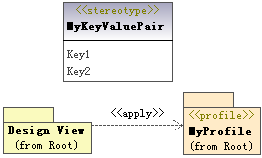 <<stereotype>>
MyKeyValuePair
Key1
Key2
<<apply>>
Design View
(from Root)
<<profile>>
MyProfile
(from Root)